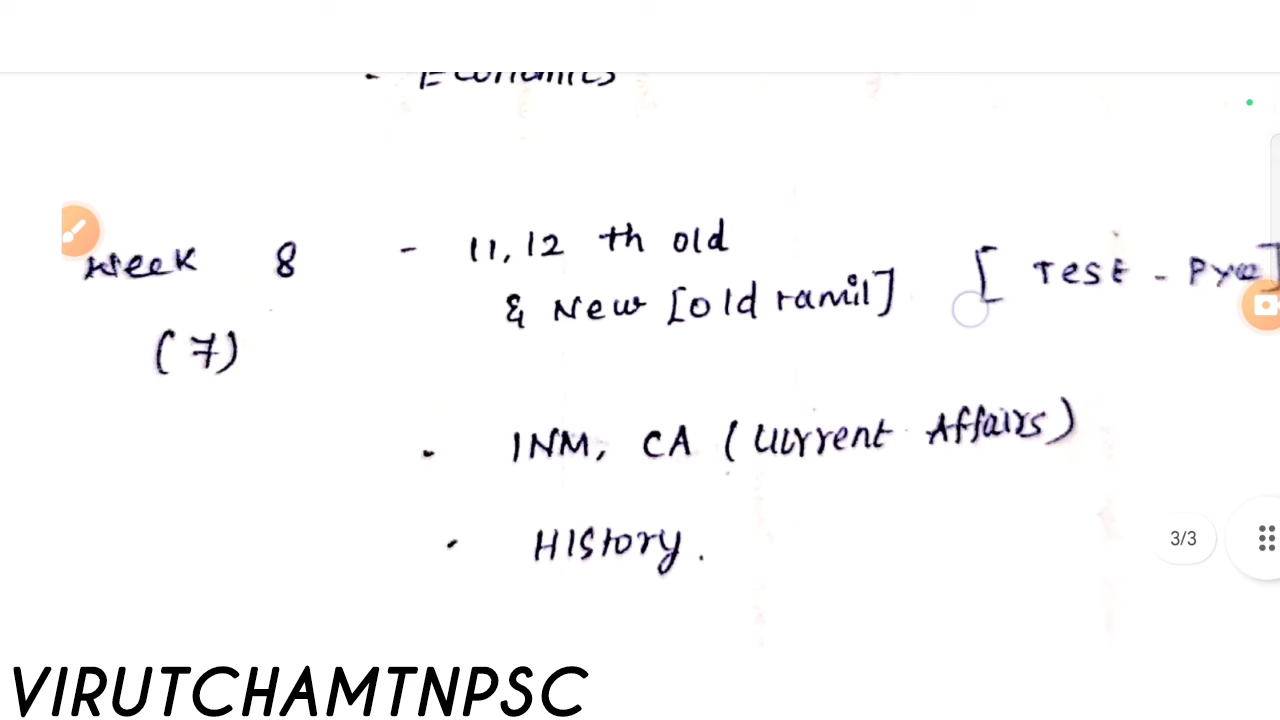 - Economics
Week 8 - 11, 12 th old
& New [old Tamil] [Test - PYQ]
(7)
• INM, CA (Current Affairs)
• History.
3/3
VIRUTCHAMTNPSC